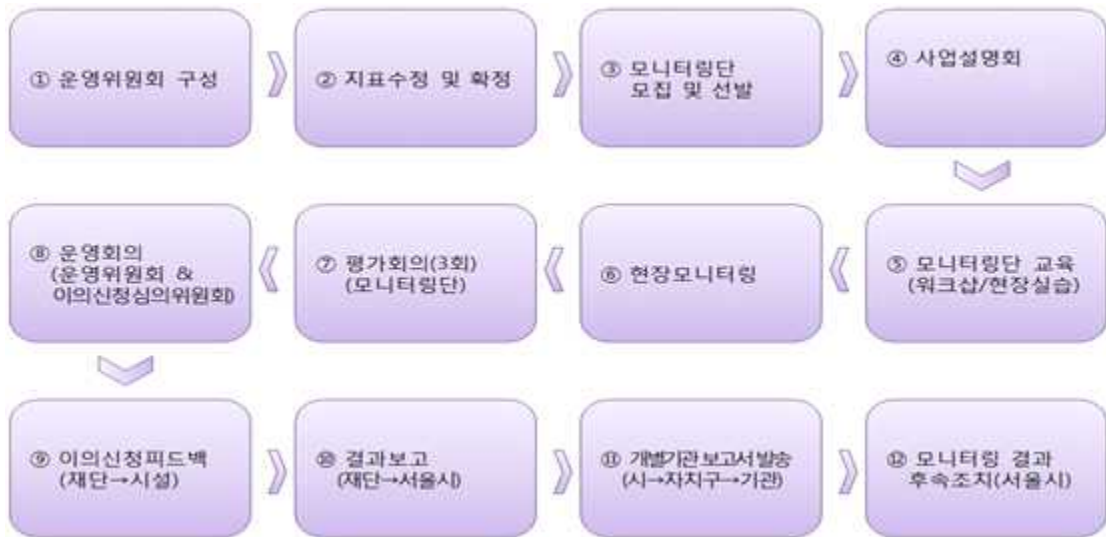 ① 운영위원회 구성
② 지표수정 및 확정
③ 모니터링단
모집 및 선발
④ 사업설명회
⑤ 모니터링단 교육
(워크샵/현장실습)
⑥ 현장모니터링
⑦ 평가회의(3회)
(모니터링단)
⑧ 운영회의
(운영위원회 &
이의신청심의위원회)
⑨ 이의신청피드백
(재단→시설)
⑩ 결과보고
(재단→서울시)
⑪ 개별기관 보고서 발송
(시→자치구→기관)
⑫ 모니터링 결과
후속조치(서울시)